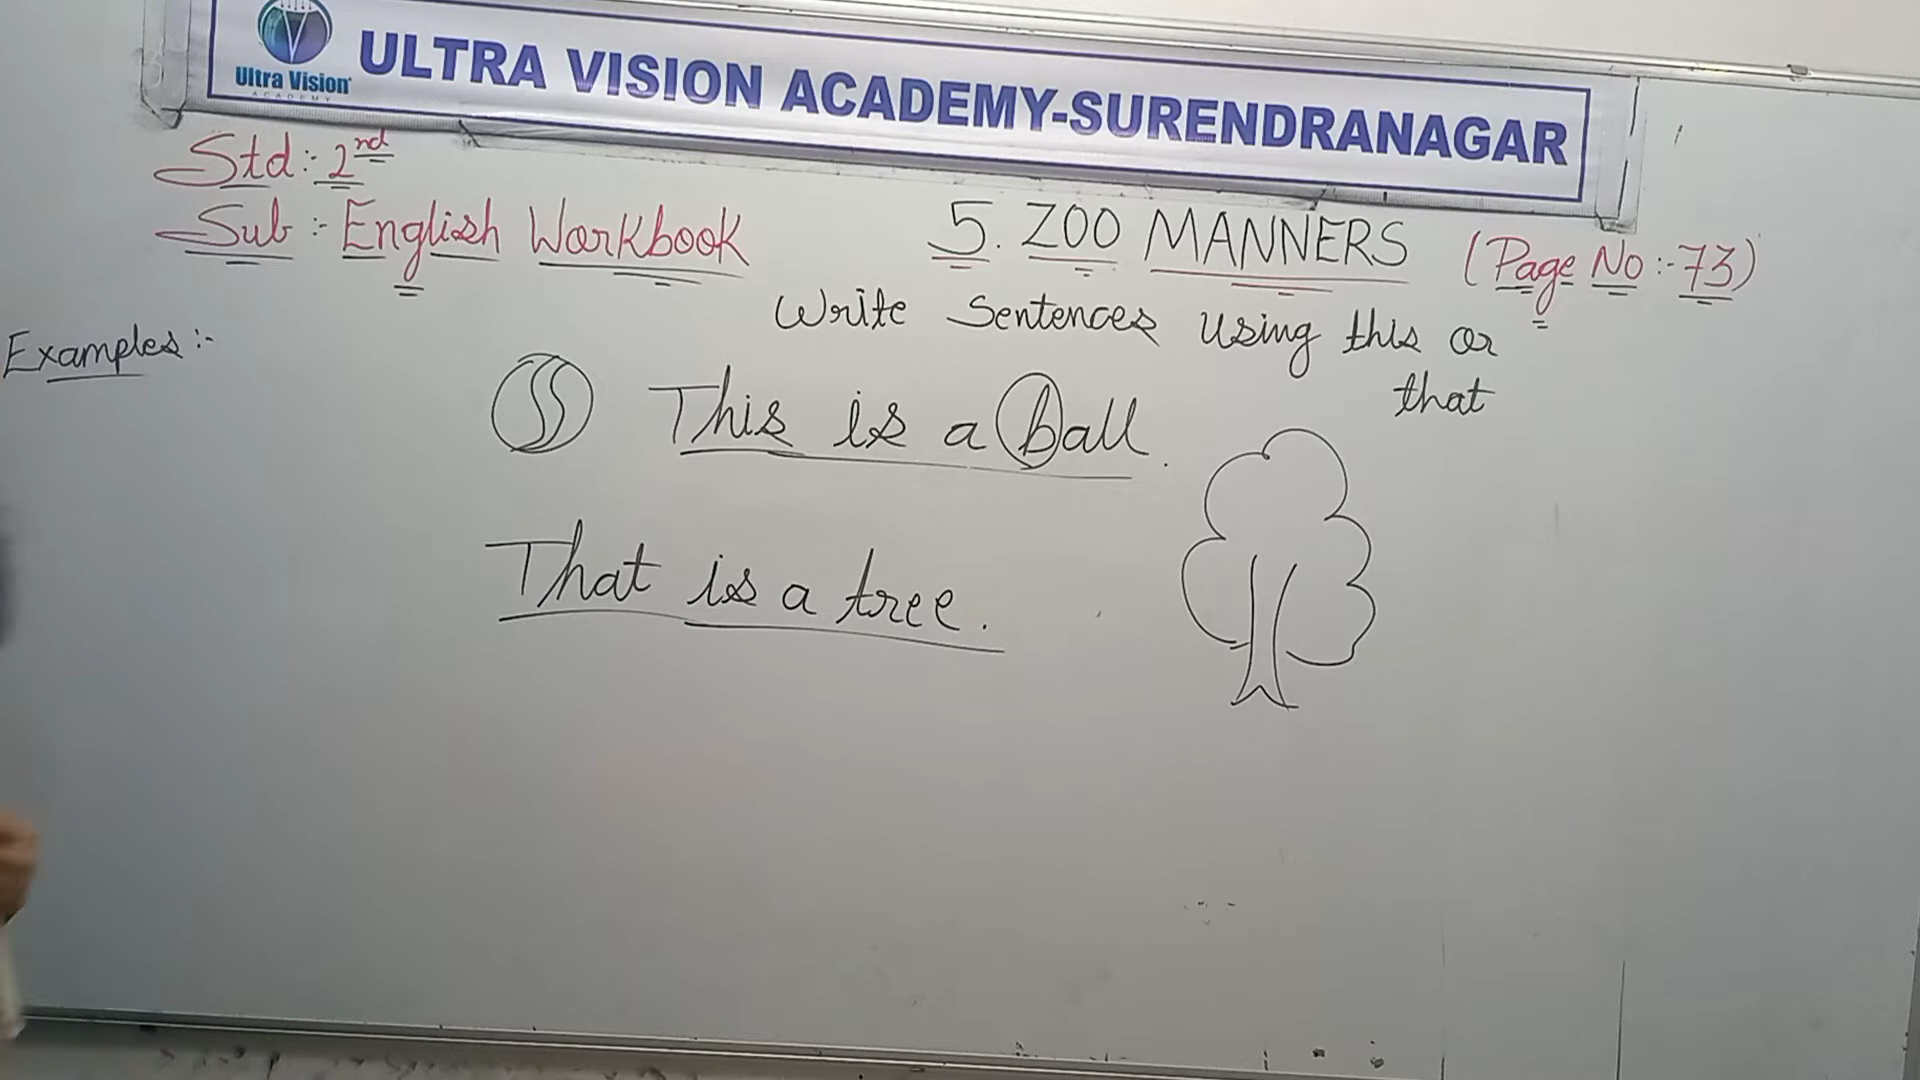 Ultra Vision
ACADEMY
ULTRA VISION ACADEMY-SURENDRANAGAR
Std:- 2nd
Sub:- English Workbook
5. ZOO MANNERS (Page No:-73)
Write Sentences using this or
that
Examples:-
This is a ball.
That is a tree.